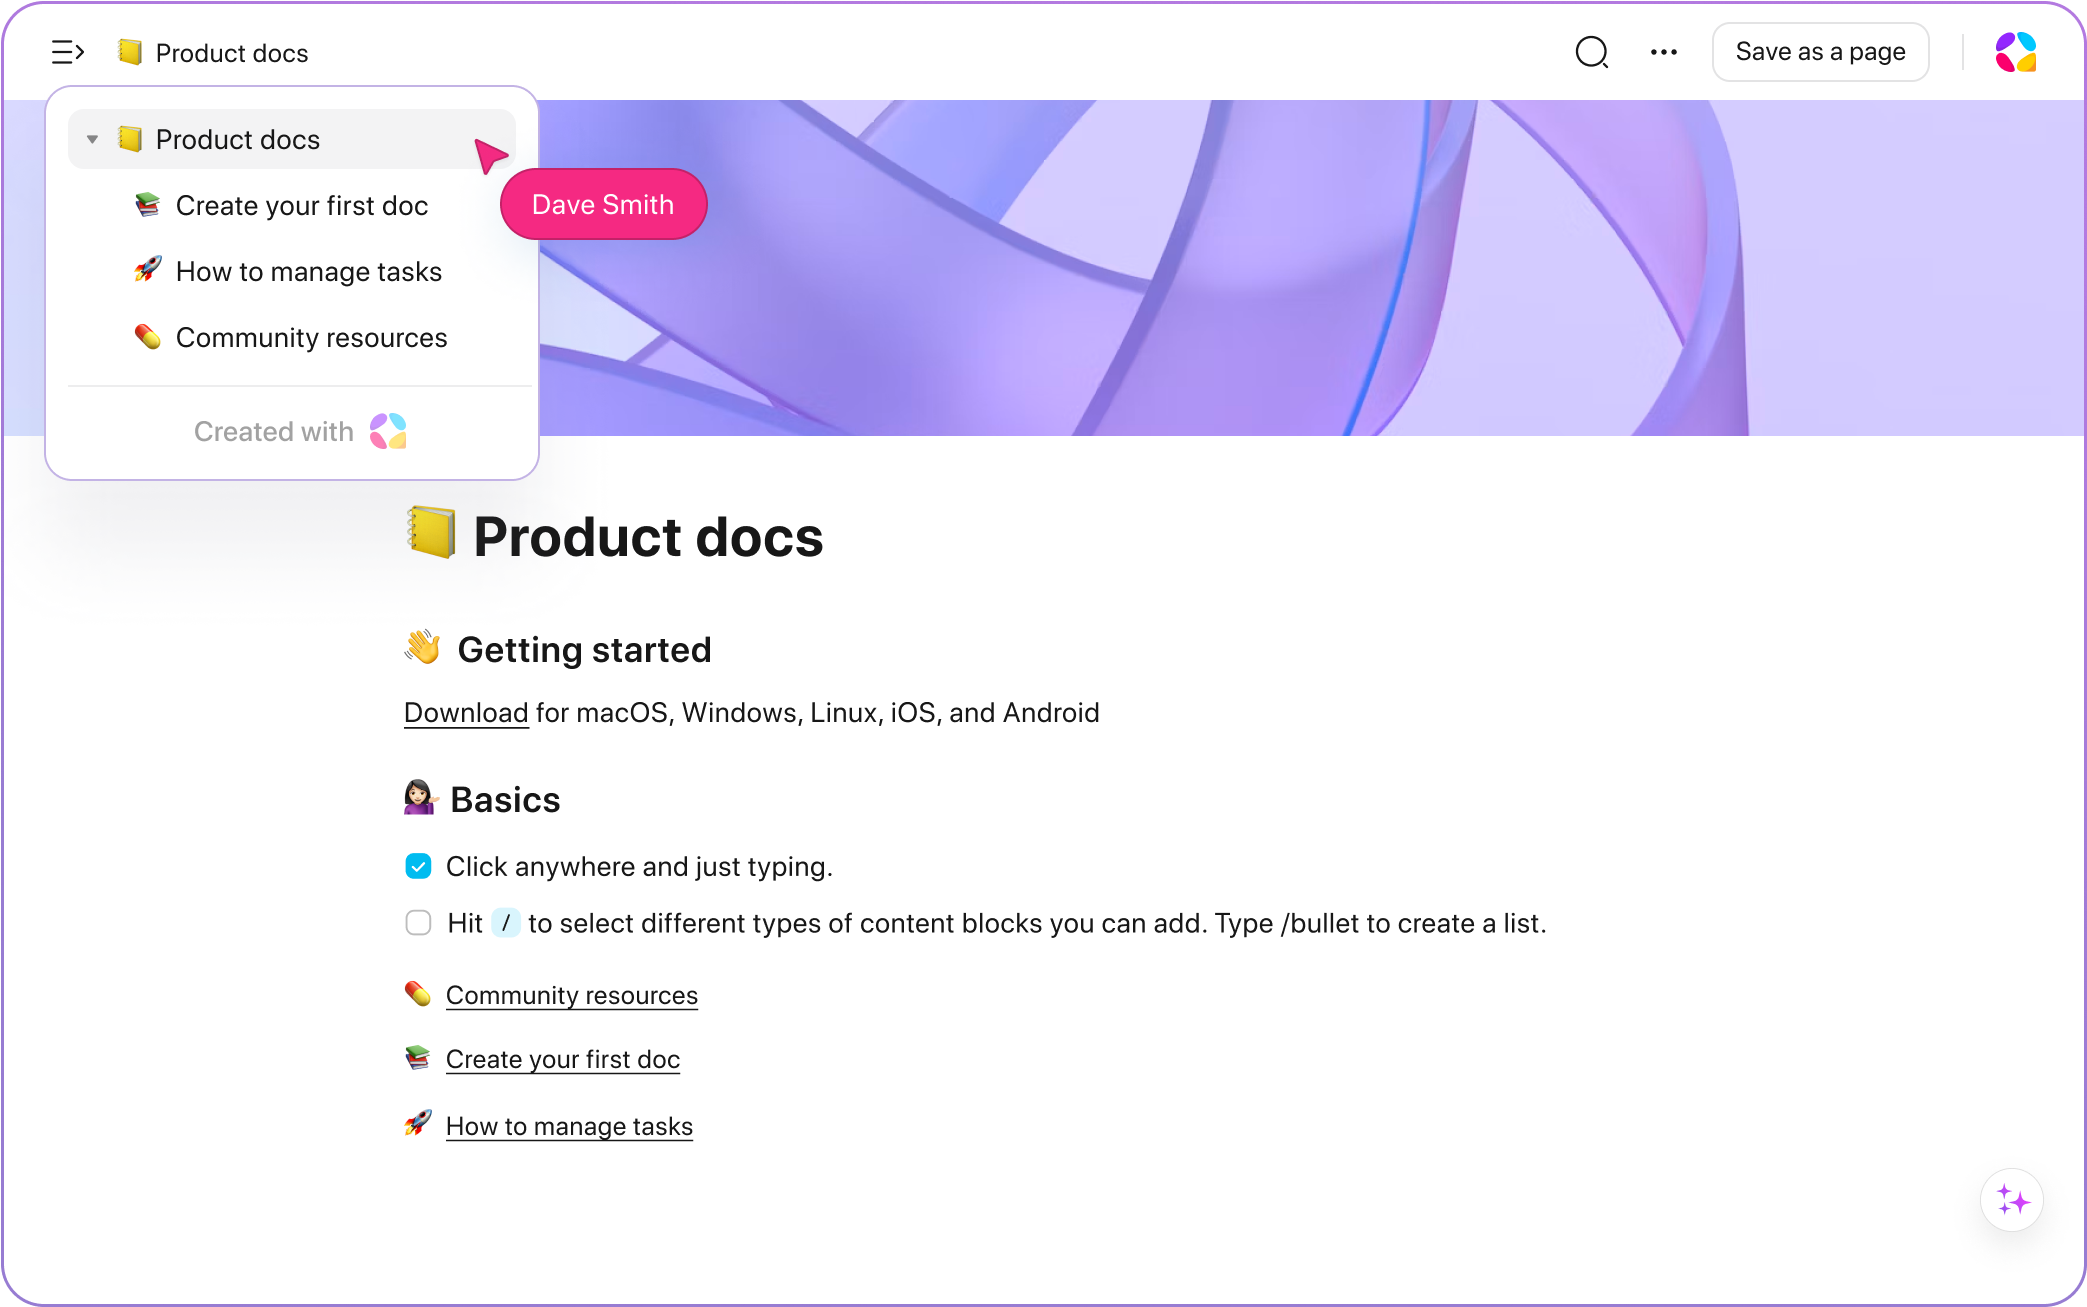 Product docs
Save as a page
Product docs
Dave Smith
Create your first doc
How to manage tasks
Community resources
Created with
Product docs
Getting started
Download for macOS, Windows, Linux, iOS, and Android
Basics
Click anywhere and just typing.
Hit / to select different types of content blocks you can add. Type /bullet to create a list.
Community resources
Create your first doc
How to manage tasks